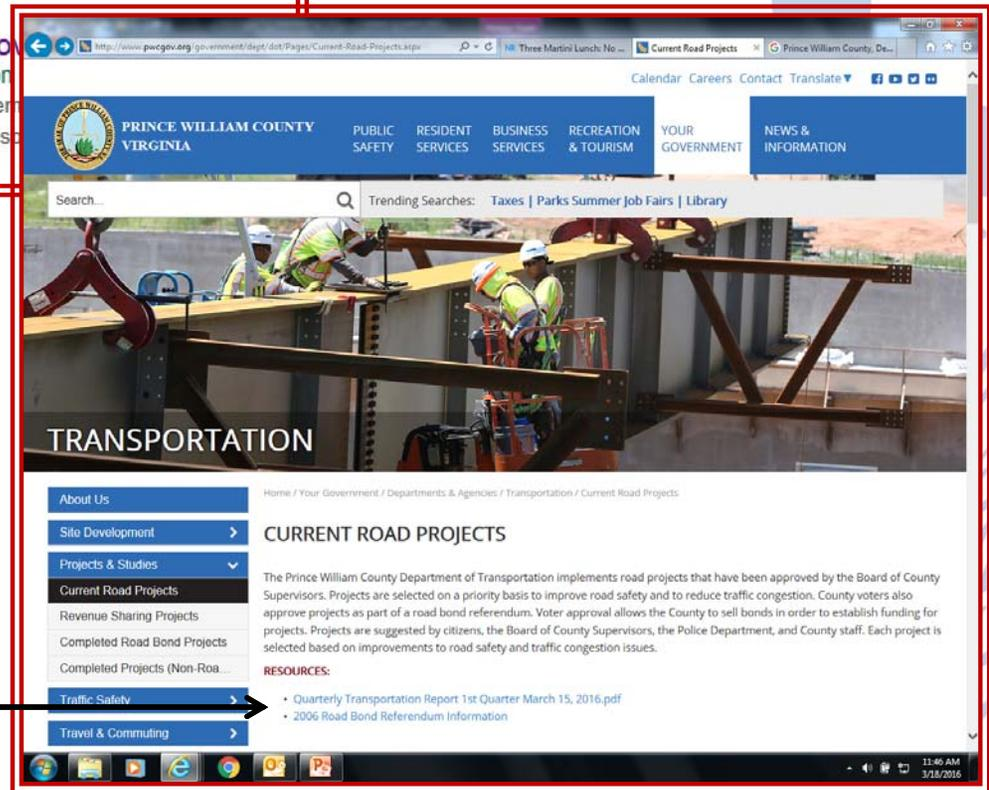 http://www.pwcgov.org/government/dept/dot/Pages/Current-Road-Projects.aspx
Three Martini Lunch: No ...
Current Road Projects
Prince William County, De...
Calendar Careers Contact Translate▼
PRINCE WILLIAM COUNTY
VIRGINIA
PUBLIC SAFETY
RESIDENT SERVICES
BUSINESS SERVICES
RECREATION & TOURISM
YOUR GOVERNMENT
NEWS & INFORMATION
Search...
Trending Searches: Taxes | Parks Summer Job Fairs | Library
TRANSPORTATION
About Us
Site Development
Projects & Studies
Current Road Projects
Revenue Sharing Projects
Completed Road Bond Projects
Completed Projects (Non-Roa...
Traffic Safety
Travel & Commuting
Home / Your Government / Departments & Agencies / Transportation / Current Road Projects
CURRENT ROAD PROJECTS
The Prince William County Department of Transportation implements road projects that have been approved by the Board of County
Supervisors. Projects are selected on a priority basis to improve road safety and to reduce traffic congestion. County voters also
approve projects as part of a road bond referendum. Voter approval allows the County to sell bonds in order to establish funding for
projects. Projects are suggested by citizens, the Board of County Supervisors, the Police Department, and County staff. Each project is
selected based on improvements to road safety and traffic congestion issues.
RESOURCES:
• Quarterly Transportation Report 1st Quarter March 15, 2016.pdf
• 2006 Road Bond Referendum Information
11:46 AM
3/18/2016